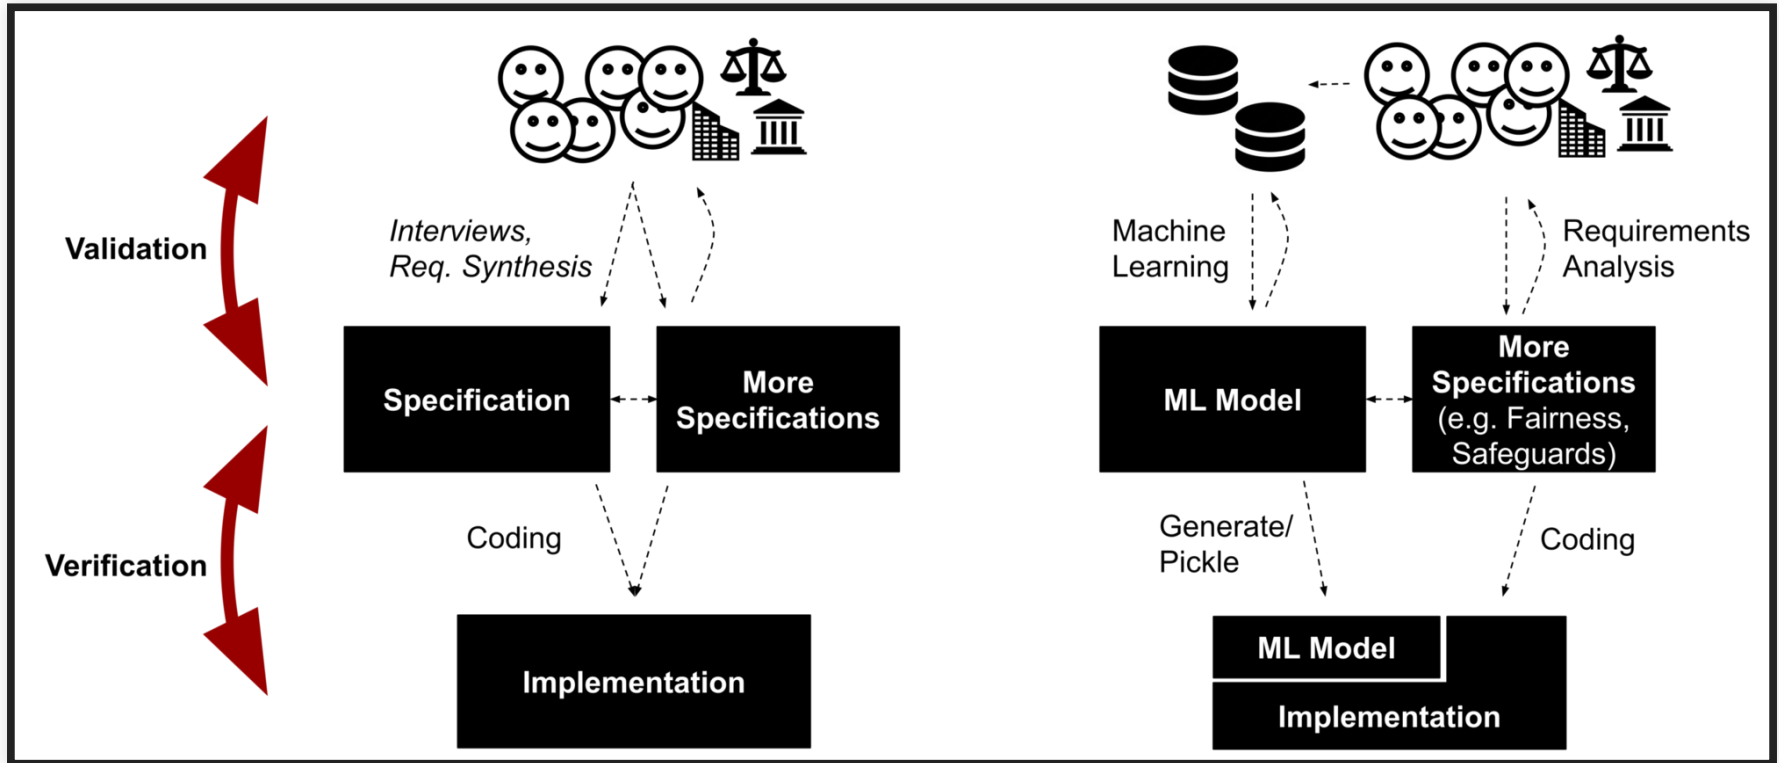 Validation
Verification
Interviews,
Req. Synthesis
Specification
More
Specifications
Coding
Implementation
Machine
Learning
Requirements
Analysis
ML Model
More
Specifications
(e.g. Fairness,
Safeguards)
Generate/
Pickle
Coding
ML Model
Implementation